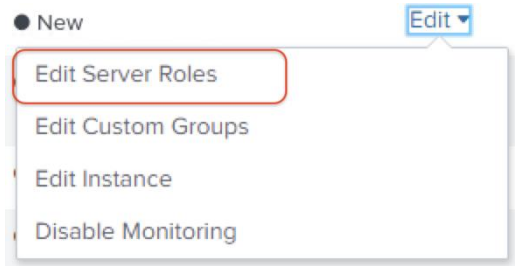 New Edit
Edit Server Roles
Edit Custom Groups
Edit Instance
Disable Monitoring